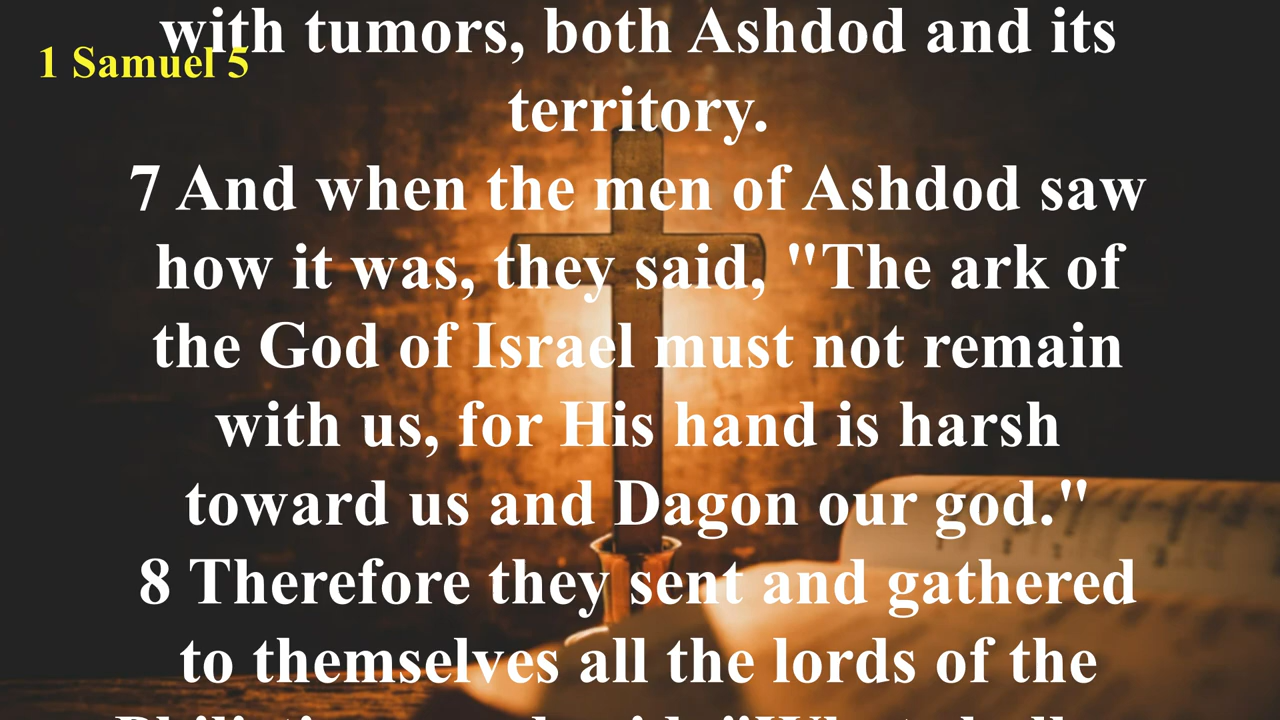 with tumors, both Ashdod and its
1 Samuel 5
territory.
7 And when the men of Ashdod saw
how it was, they said, "The ark of
the God of Israel must not remain
with us, for His hand is harsh
toward us and Dagon our god."
8 Therefore they sent and gathered
to themselves all the lords of the